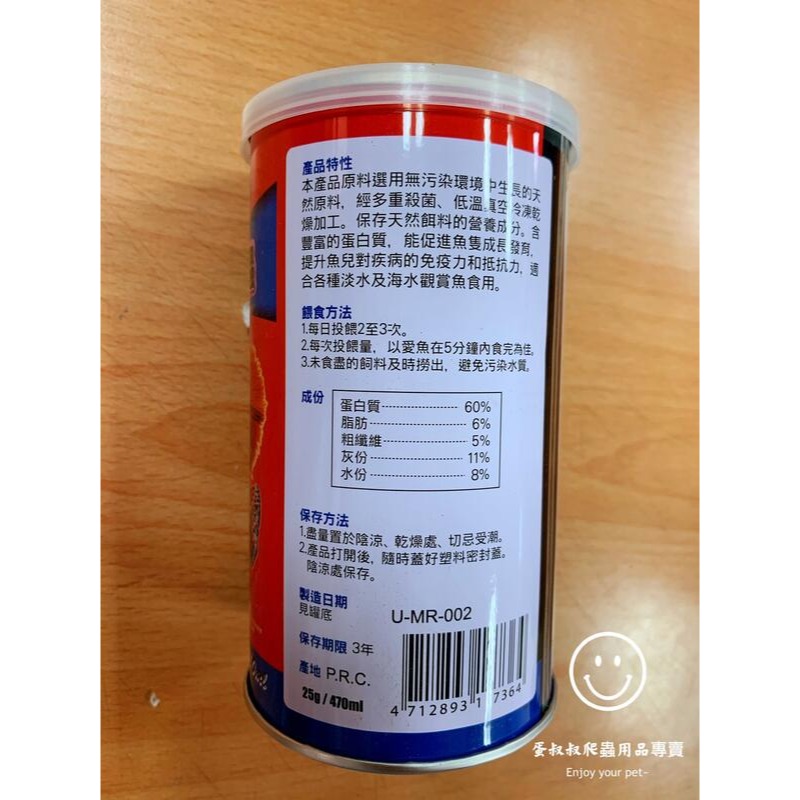 產品特性
本產品原料選用無污染環境中生長的天
然原料，經多重殺菌、低溫真空冷凍乾
燥加工。保存天然餌料的營養成分。含
豐富的蛋白質，能促進魚隻成長發育，
提升魚兒對疾病的免疫力和抵抗力，適
合各種淡水及海水觀賞魚食用。
餵食方法
1.每日投餵2至3次。
2.每次投餵量，以愛魚在5分鐘內食完為佳。
3.未食盡的飼料及時撈出，避免污染水質。
成份
蛋白質 60%
脂肪 6%
粗纖維 5%
灰份 11%
水份 8%
保存方法
1.盡量置於陰涼、乾燥處、切忌受潮。
2.產品打開後，隨時蓋好塑料密封蓋。
陰涼處保存。
製造日期
見罐底
保存期限 3年
產地 P.R.C.
25g / 470ml
U-MR-002
4 712893 1 7364
蛋叔叔爬蟲用品專賣
Enjoy your pet~